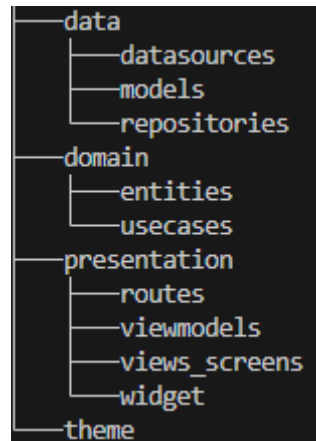 data
datasources
models
repositories
domain
entities
usecases
presentation
routes
viewmodels
views_screens
widget
theme